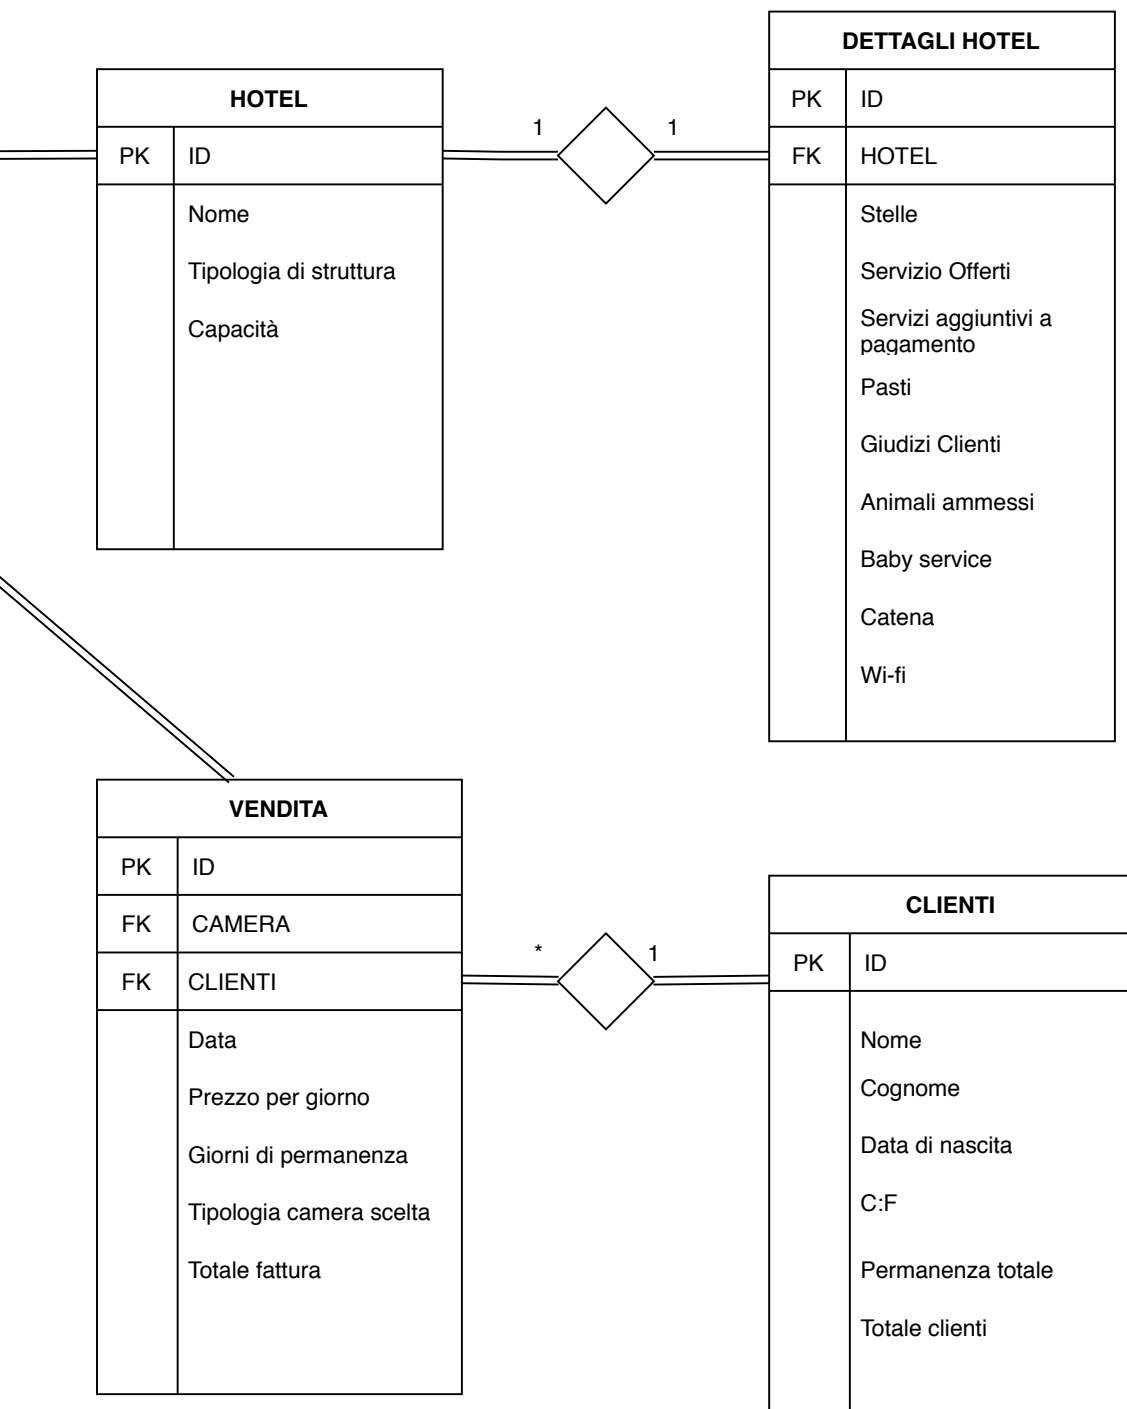 HOTEL
PK ID
Nome
Tipologia di struttura
Capacità
1
1
DETTAGLI HOTEL
PK ID
FK HOTEL
Stelle
Servizio Offerti
Servizi aggiuntivi a
pagamento
Pasti
Giudizi Clienti
Animali ammessi
Baby service
Catena
Wi-fi
VENDITA
PK ID
FK CAMERA
FK CLIENTI
Data
Prezzo per giorno
Giorni di permanenza
Tipologia camera scelta
Totale fattura
*
1
CLIENTI
PK ID
Nome
Cognome
Data di nascita
C:F
Permanenza totale
Totale clienti